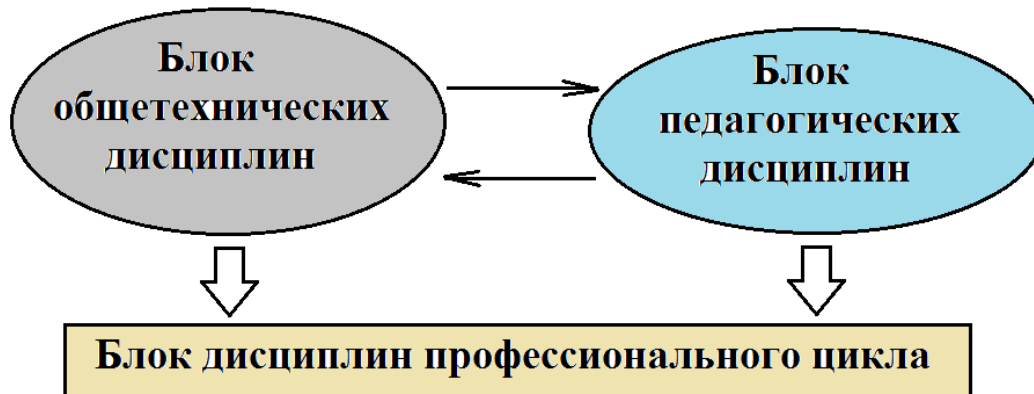 Блок
общетехнических
дисциплин
Блок
педагогических
дисциплин
Блок дисциплин профессионального цикла